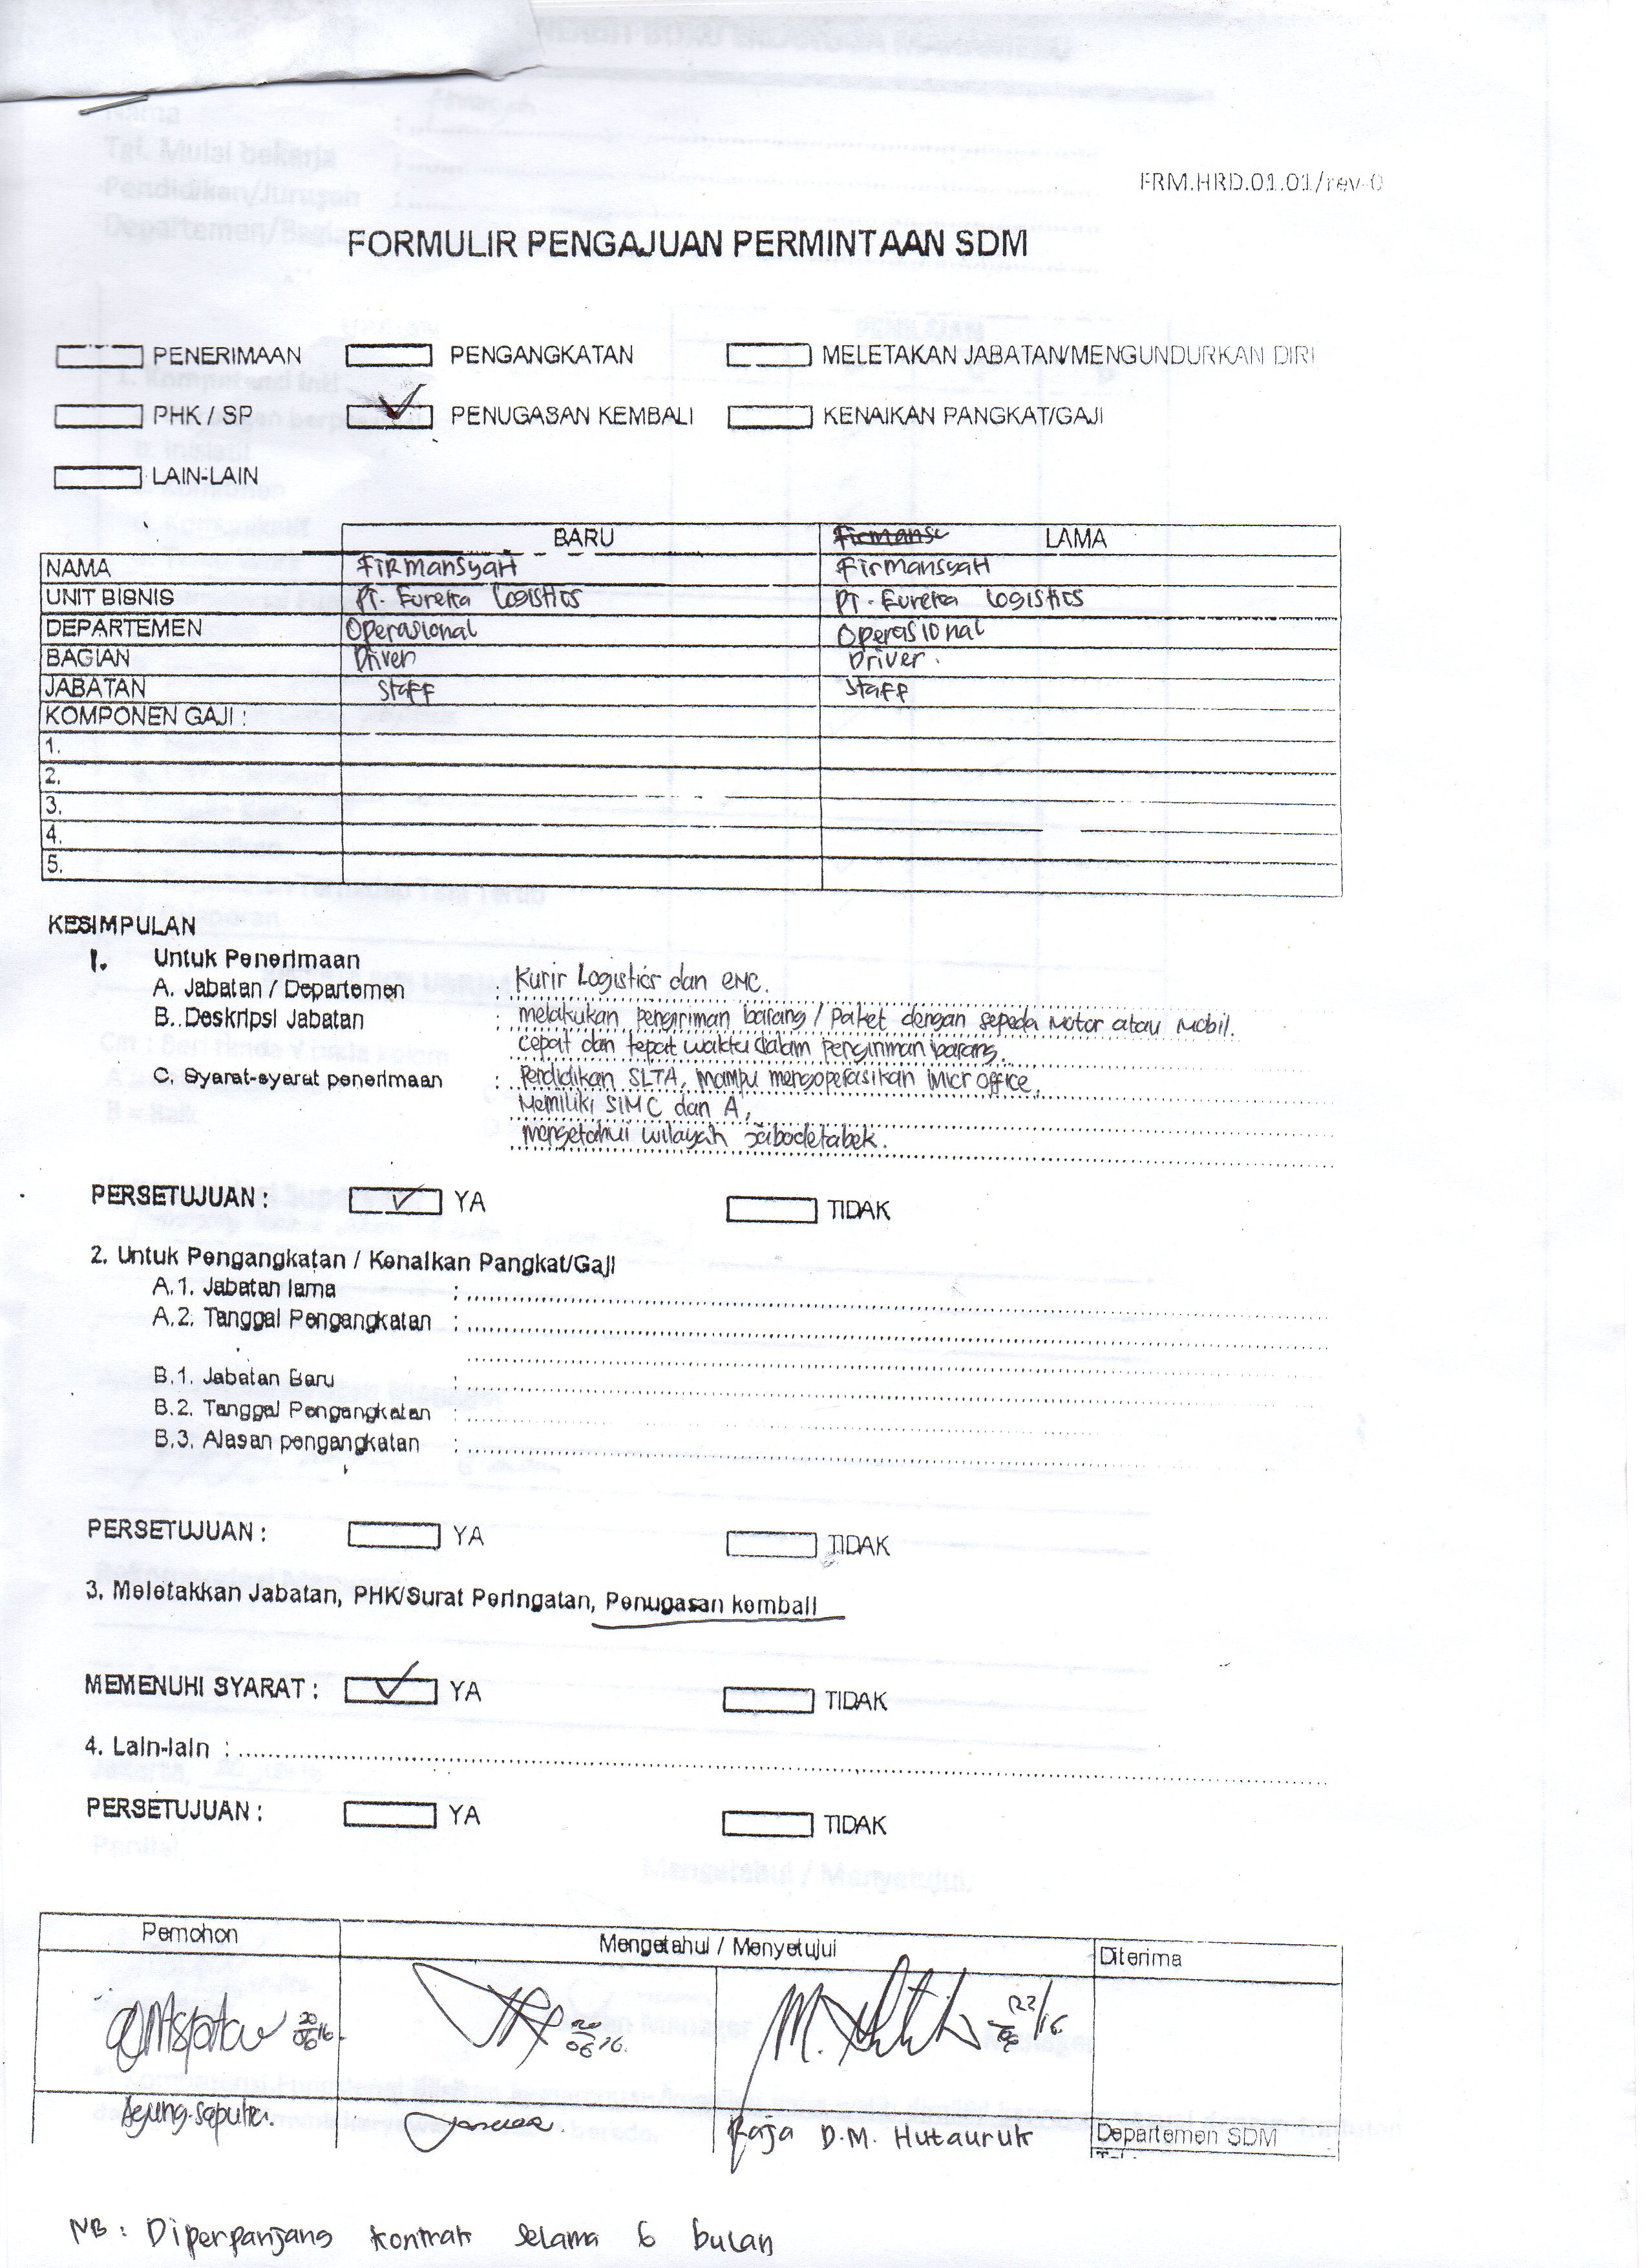 FRM.HRD.01.01/rev-0
FORMULIR PENGAJUAN PERMINTAAN SDM
PENERIMAAN PENGANGKATAN MELETAKAN JABATAN/MENGUNDURKAN DIRI
PHK / SP PENUGASAN KEMBALI KENAIKAN PANGKAT/GAJI
LAIN-LAIN
BARU Firmansc LAMA
NAMA FIRMansyaH FirmansyaH
UNIT BISNIS PT. Eureka Logistics PT. Eureka Logistics
DEPARTEMEN Operasional Operasional
BAGIAN Driver Driver.
JABATAN Staff Staff
KOMPONEN GAJI :
1.
2.
3.
4.
5.
KESIMPULAN
1. Untuk Penerimaan
A. Jabatan / Departemen : Kurir Logistics dan EMC.
B. Deskripsi Jabatan : melakukan pengiriman barang / paket dengan sepeda motor atau mobil.
cepat dan tepat waktu dalam pengiriman barang.
C. Syarat-syarat penerimaan : Pendidikan SLTA, mampu mengoperasikan Micr office,
Memiliki SIM C dan A,
mengetahui wilayah Jabodetabek.
PERSETUJUAN : YA TIDAK
2. Untuk Pengangkatan / Kenaikan Pangkat/Gaji
A.1. Jabatan lama :
A.2. Tanggal Pengangkatan :
B.1. Jabatan Baru :
B.2. Tanggal Pengangkatan :
B.3. Alasan pengangkatan :
PERSETUJUAN : YA TIDAK
3. Meletakkan Jabatan, PHK/Surat Peringatan, Penugasan kembali
MEMENUHI SYARAT : YA TIDAK
4. Lain-lain :
PERSETUJUAN : YA TIDAK
Pemohon Mengetahui / Menyetujui Diterima
20/06 16. 20/06 16. 22/06/16
Agung.saputra. Raja D.M. Hutauruk Departemen SDM
NB : Diperpanjang kontrak selama 6 bulan